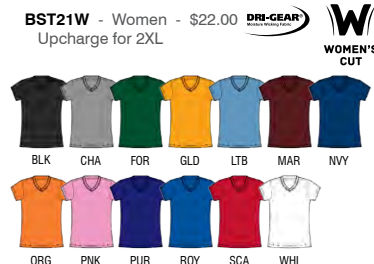 BST21W - Women - $22.00 DRI-GEAR®
Moisture Wicking Fabric
Upcharge for 2XL
W
WOMEN'S
CUT
BLK CHA FOR GLD LTB MAR NVY
ORG PNK PUR ROY SCA WHI